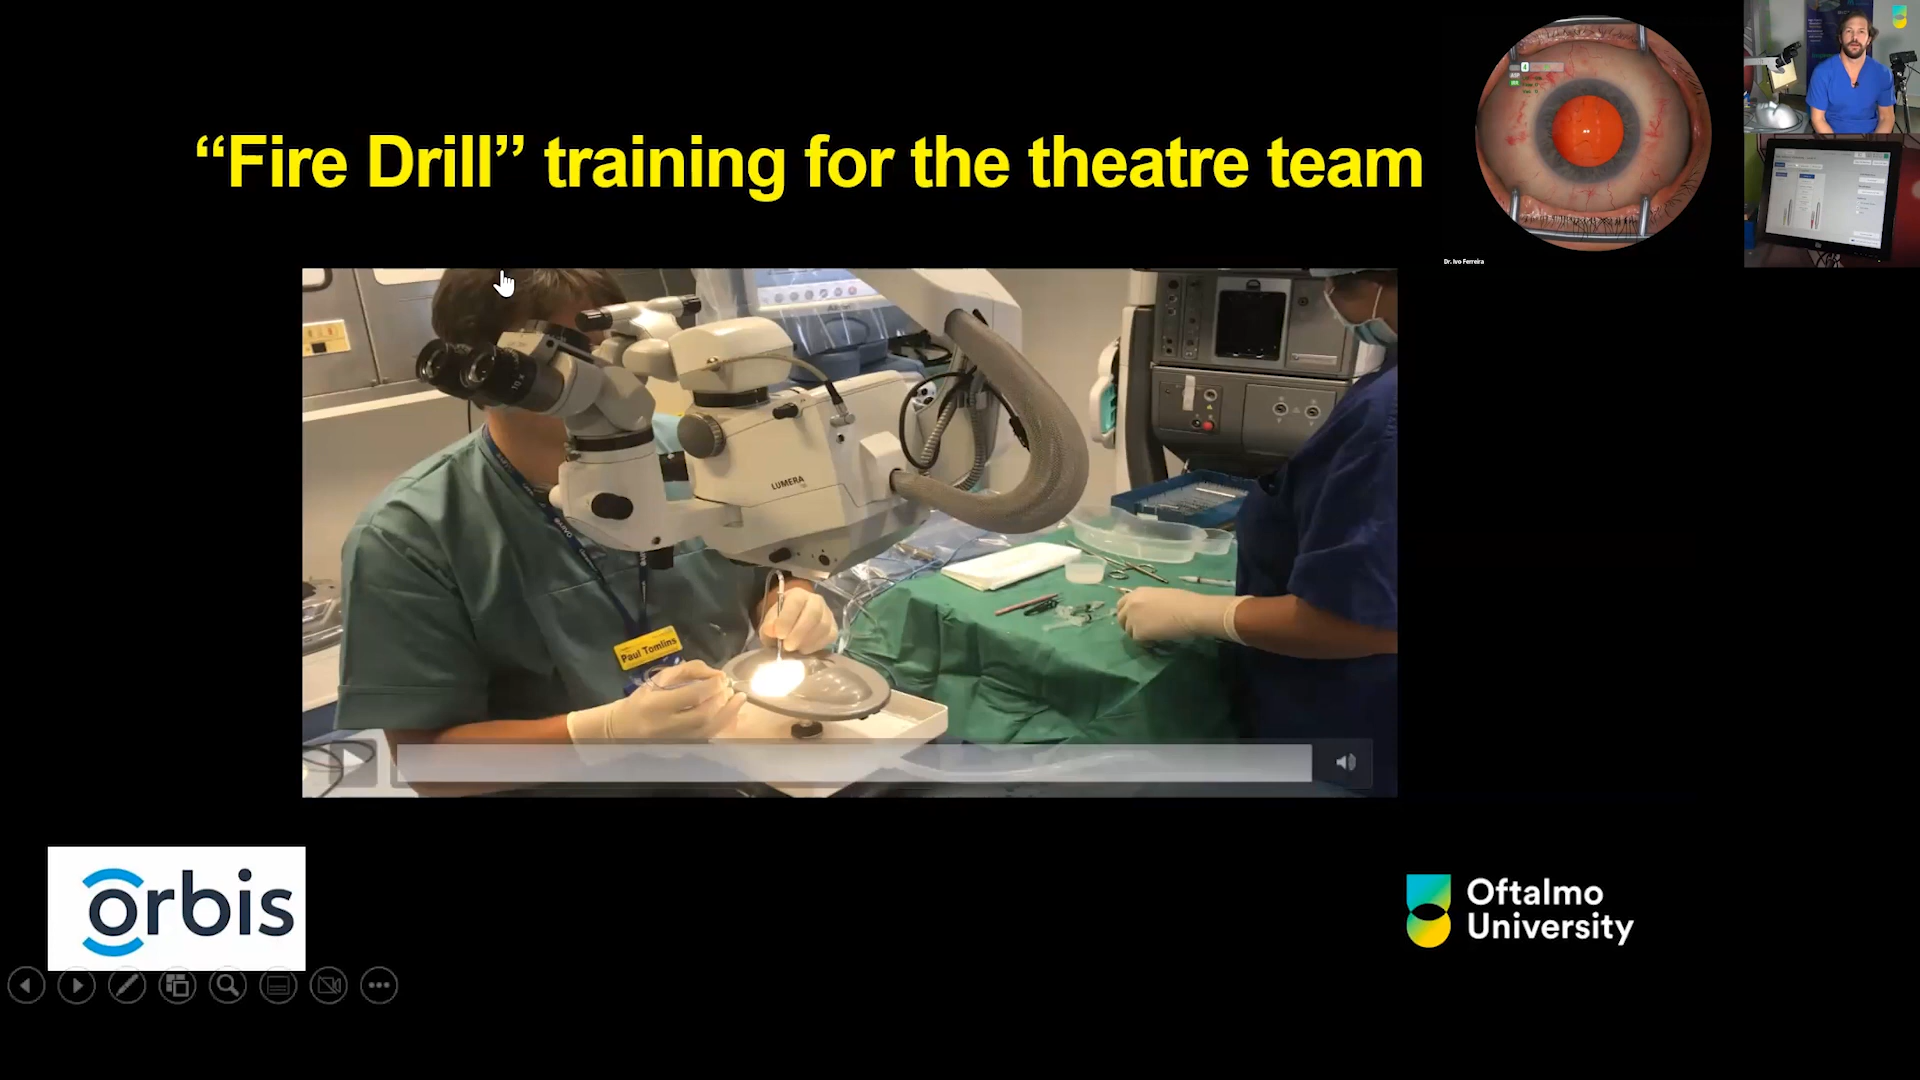 “Fire Drill” training for the theatre team
Dr. Ivo Ferreira
LUMERA
Paul Tomlins
orbis
Oftalmo
University